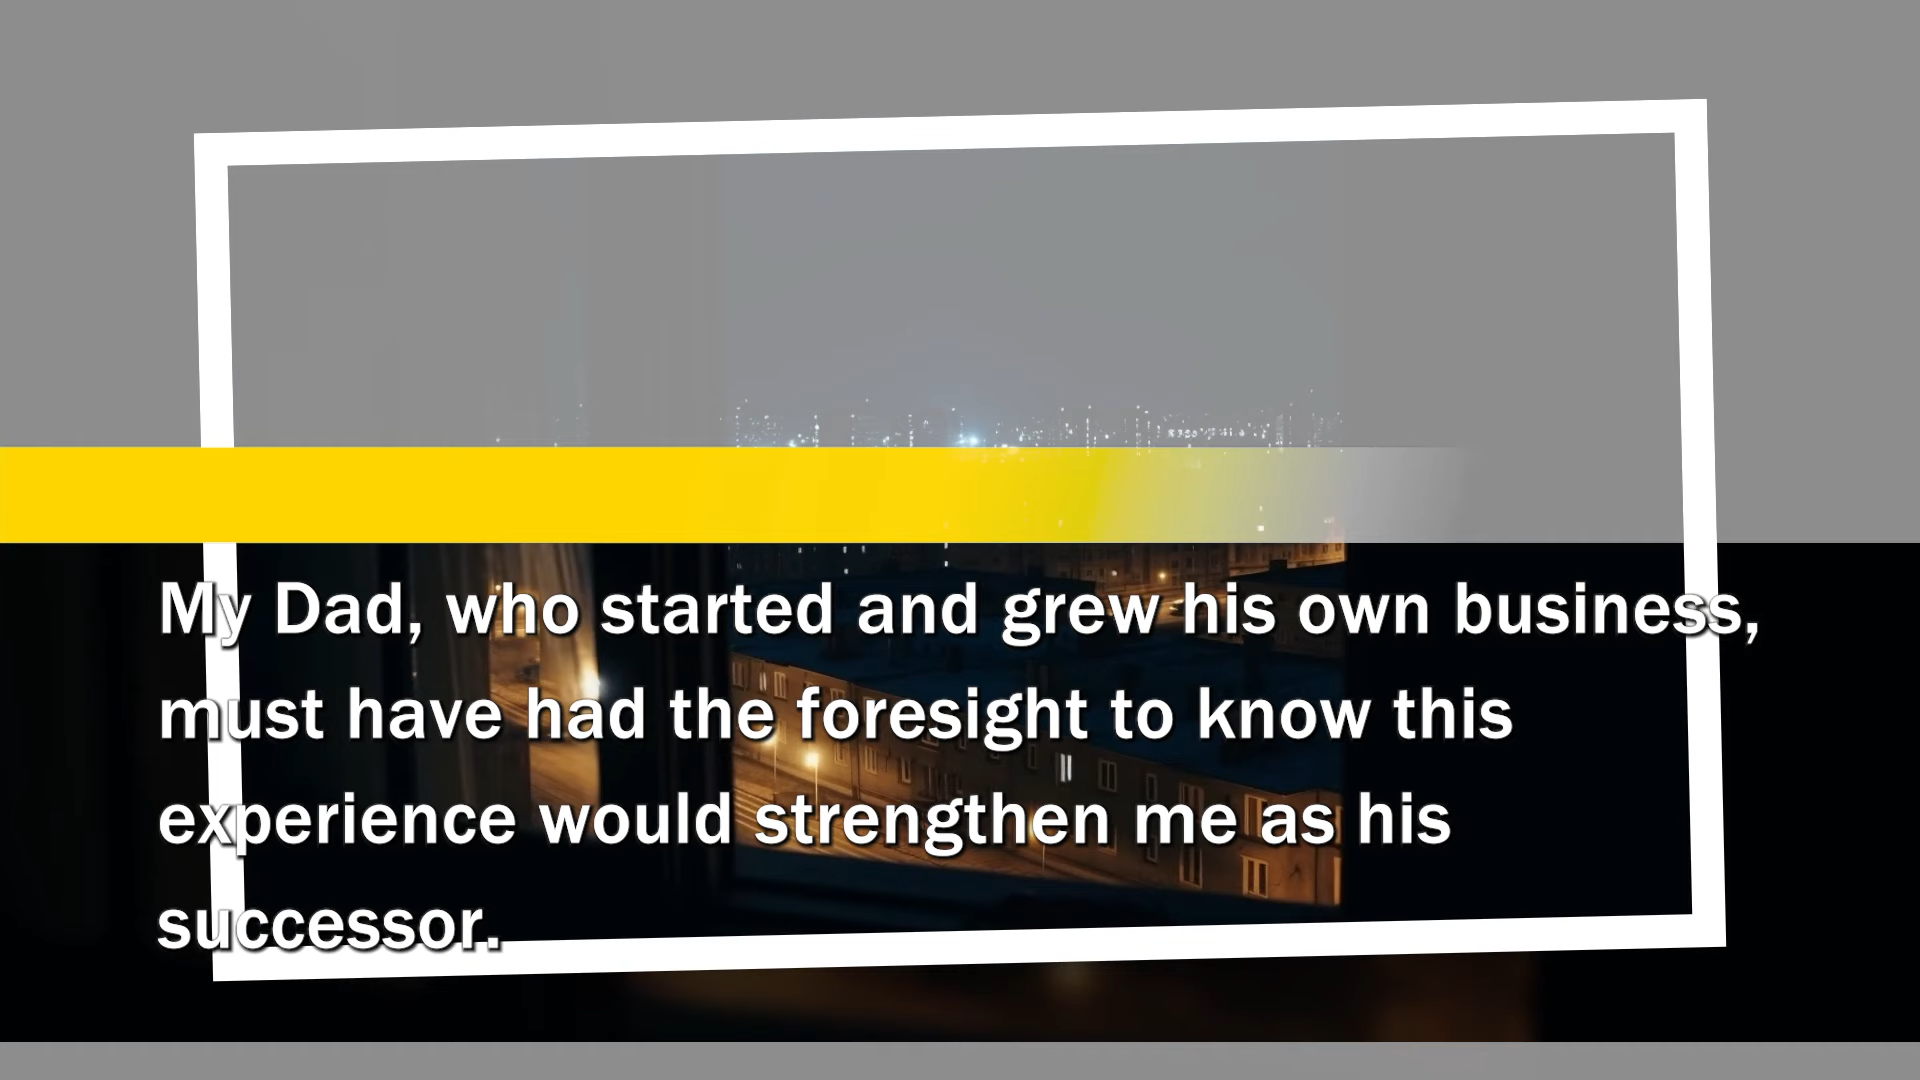 My Dad, who started and grew his own business,
must have had the foresight to know this
experience would strengthen me as his
successor.